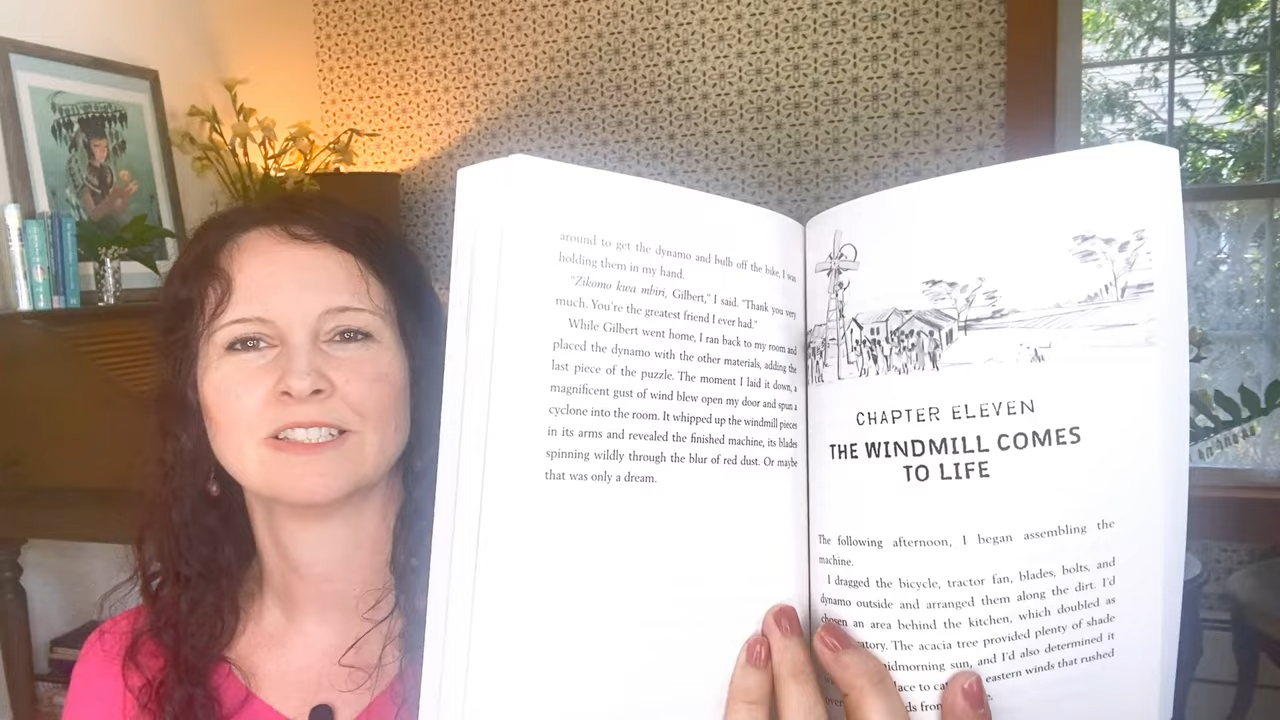 around to get the dynamo and bulb off the bike, I was
holding them in my hand.
"Zikomo kwa mbiri, Gilbert," I said. "Thank you very
much. You're the greatest friend I ever had."
While Gilbert went home, I ran back to my room and
placed the dynamo with the other materials, adding the
last piece of the puzzle. The moment I laid it down, a
magnificent gust of wind blew open my door and spun a
cyclone into the room. It whipped up the windmill pieces
in its arms and revealed the finished machine, its blades
spinning wildly through the blur of red dust. Or maybe
that was only a dream.
CHAPTER ELEVEN
THE WINDMILL COMES
TO LIFE
The following afternoon, I began assembling the
machine.
I dragged the bicycle, tractor fan, blades, bolts, and
dynamo outside and arranged them along the dirt. I'd
chosen an area behind the kitchen, which doubled as
The acacia tree provided plenty of shade
sun, and I'd also determined it
to eastern winds that rushed